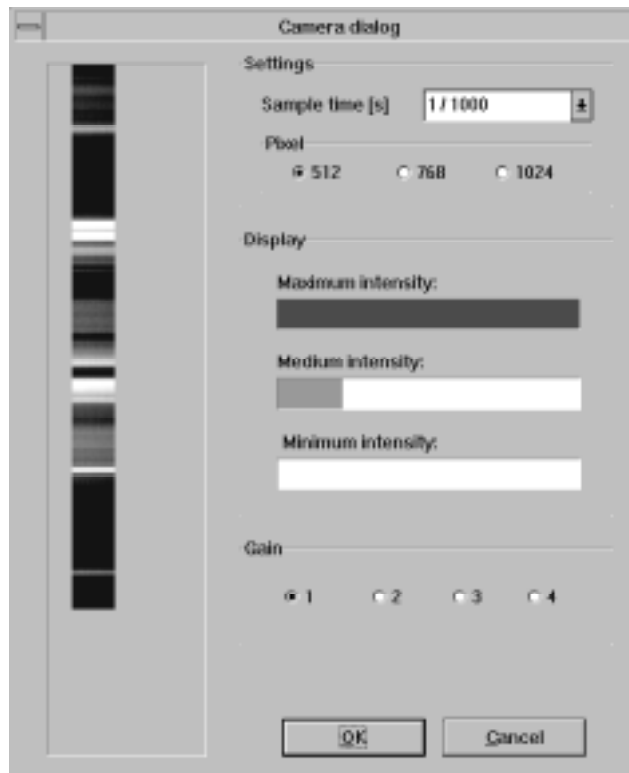 Camera dialog
Settings
Sample time [s] 1 / 1000
Pixel
512 768 1024
Display
Maximum intensity:
Medium intensity:
Minimum intensity:
Gain
1 2 3 4
OK Cancel